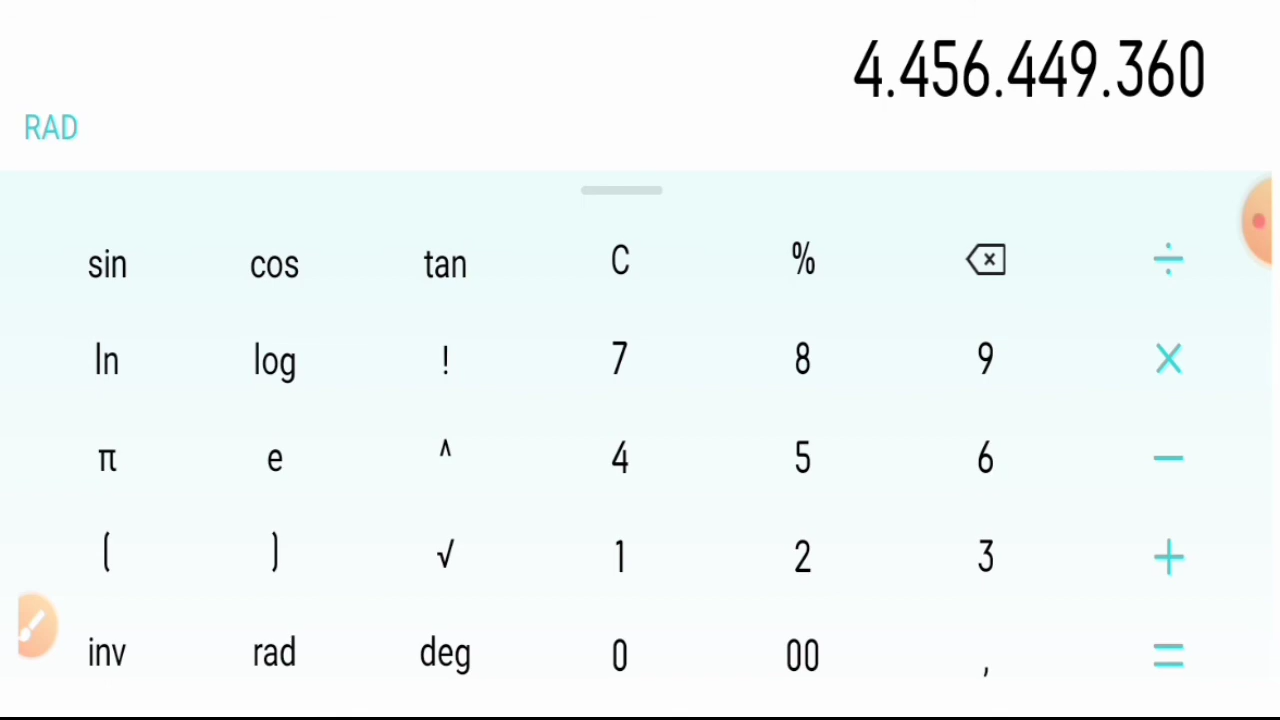 4.456.449.360
RAD
sin cos tan C % ÷
ln log ! 7 8 9 ×
π e ^ 4 5 6 −
( ) √ 1 2 3 +
inv rad deg 0 00 , =